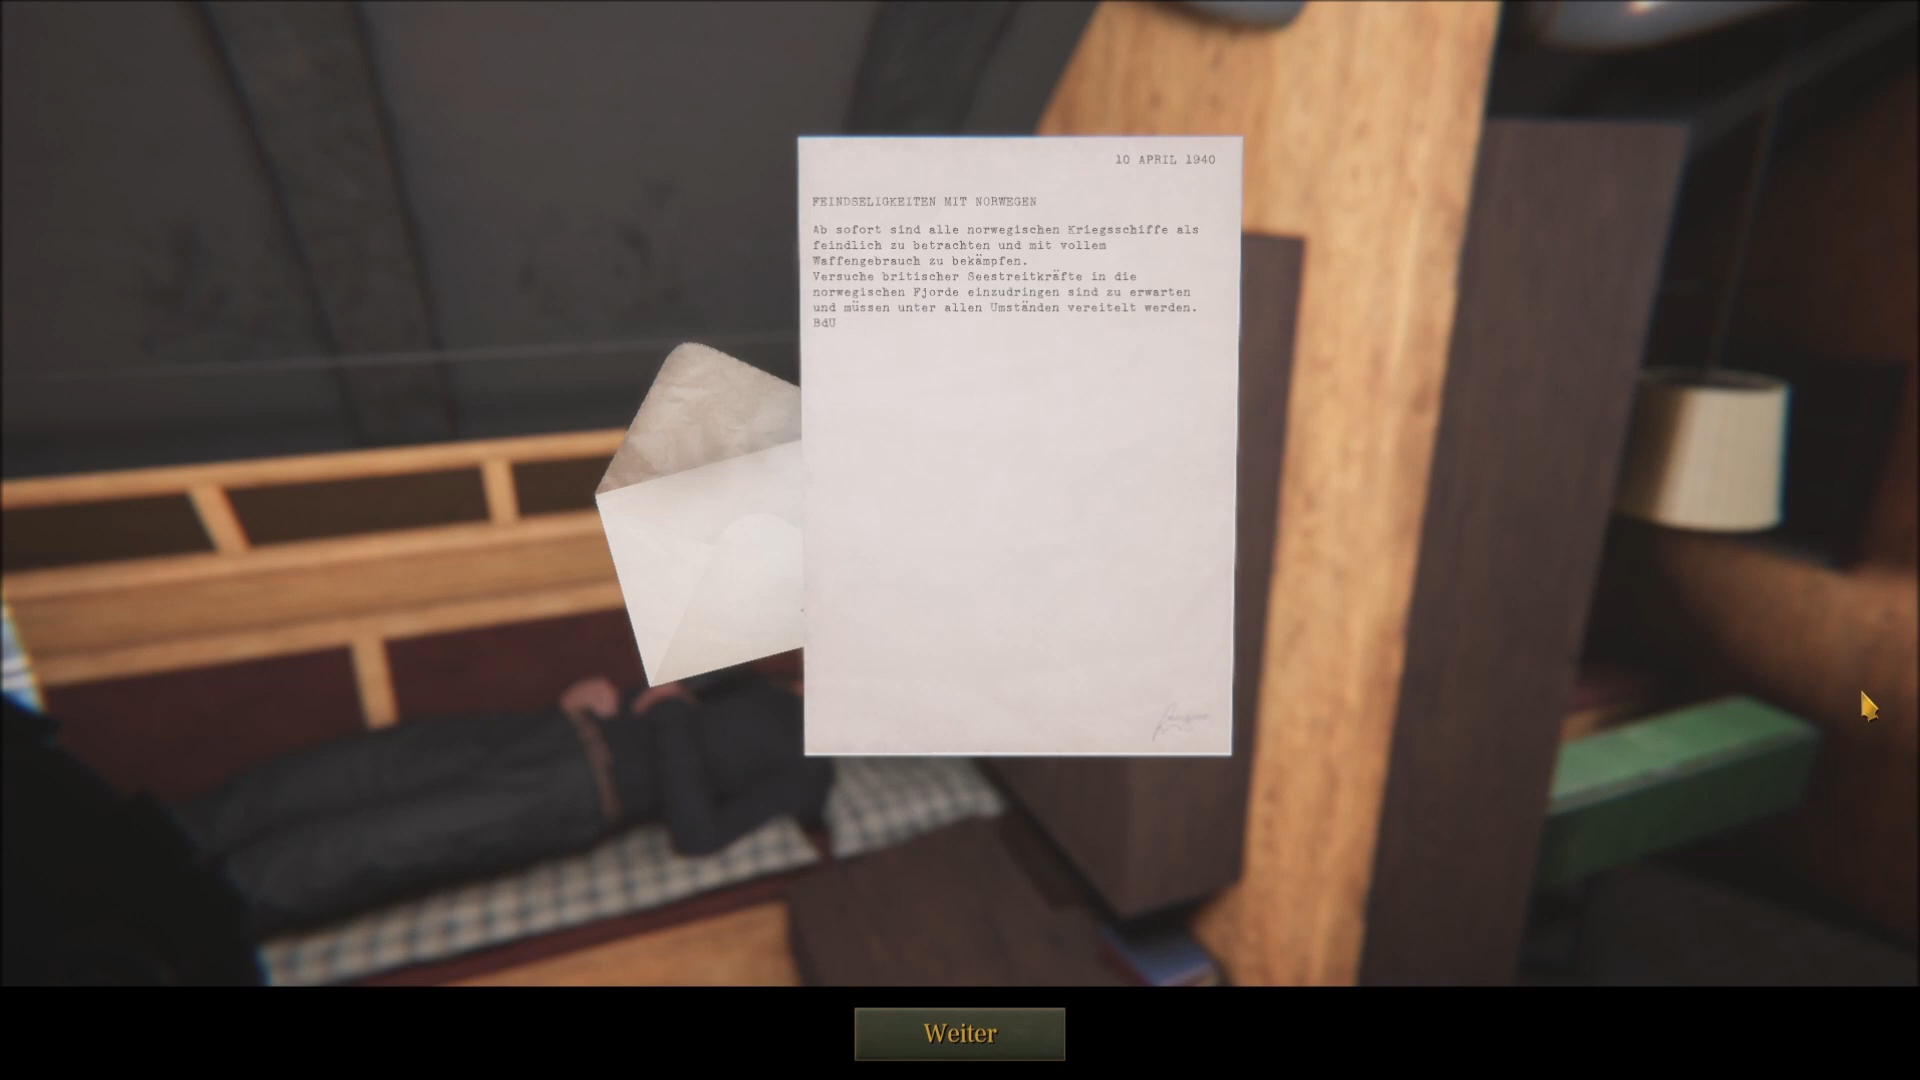 10 APRIL 1940
FEINDSELIGKEITEN MIT NORWEGEN
Ab sofort sind alle norwegischen Kriegsschiffe als
feindlich zu betrachten und mit vollem
Waffengebrauch zu bekämpfen.
Versuche britischer Seestreitkräfte in die
norwegischen Fjorde einzudringen sind zu erwarten
und müssen unter allen Umständen vereitelt werden.
BdU
Weiter